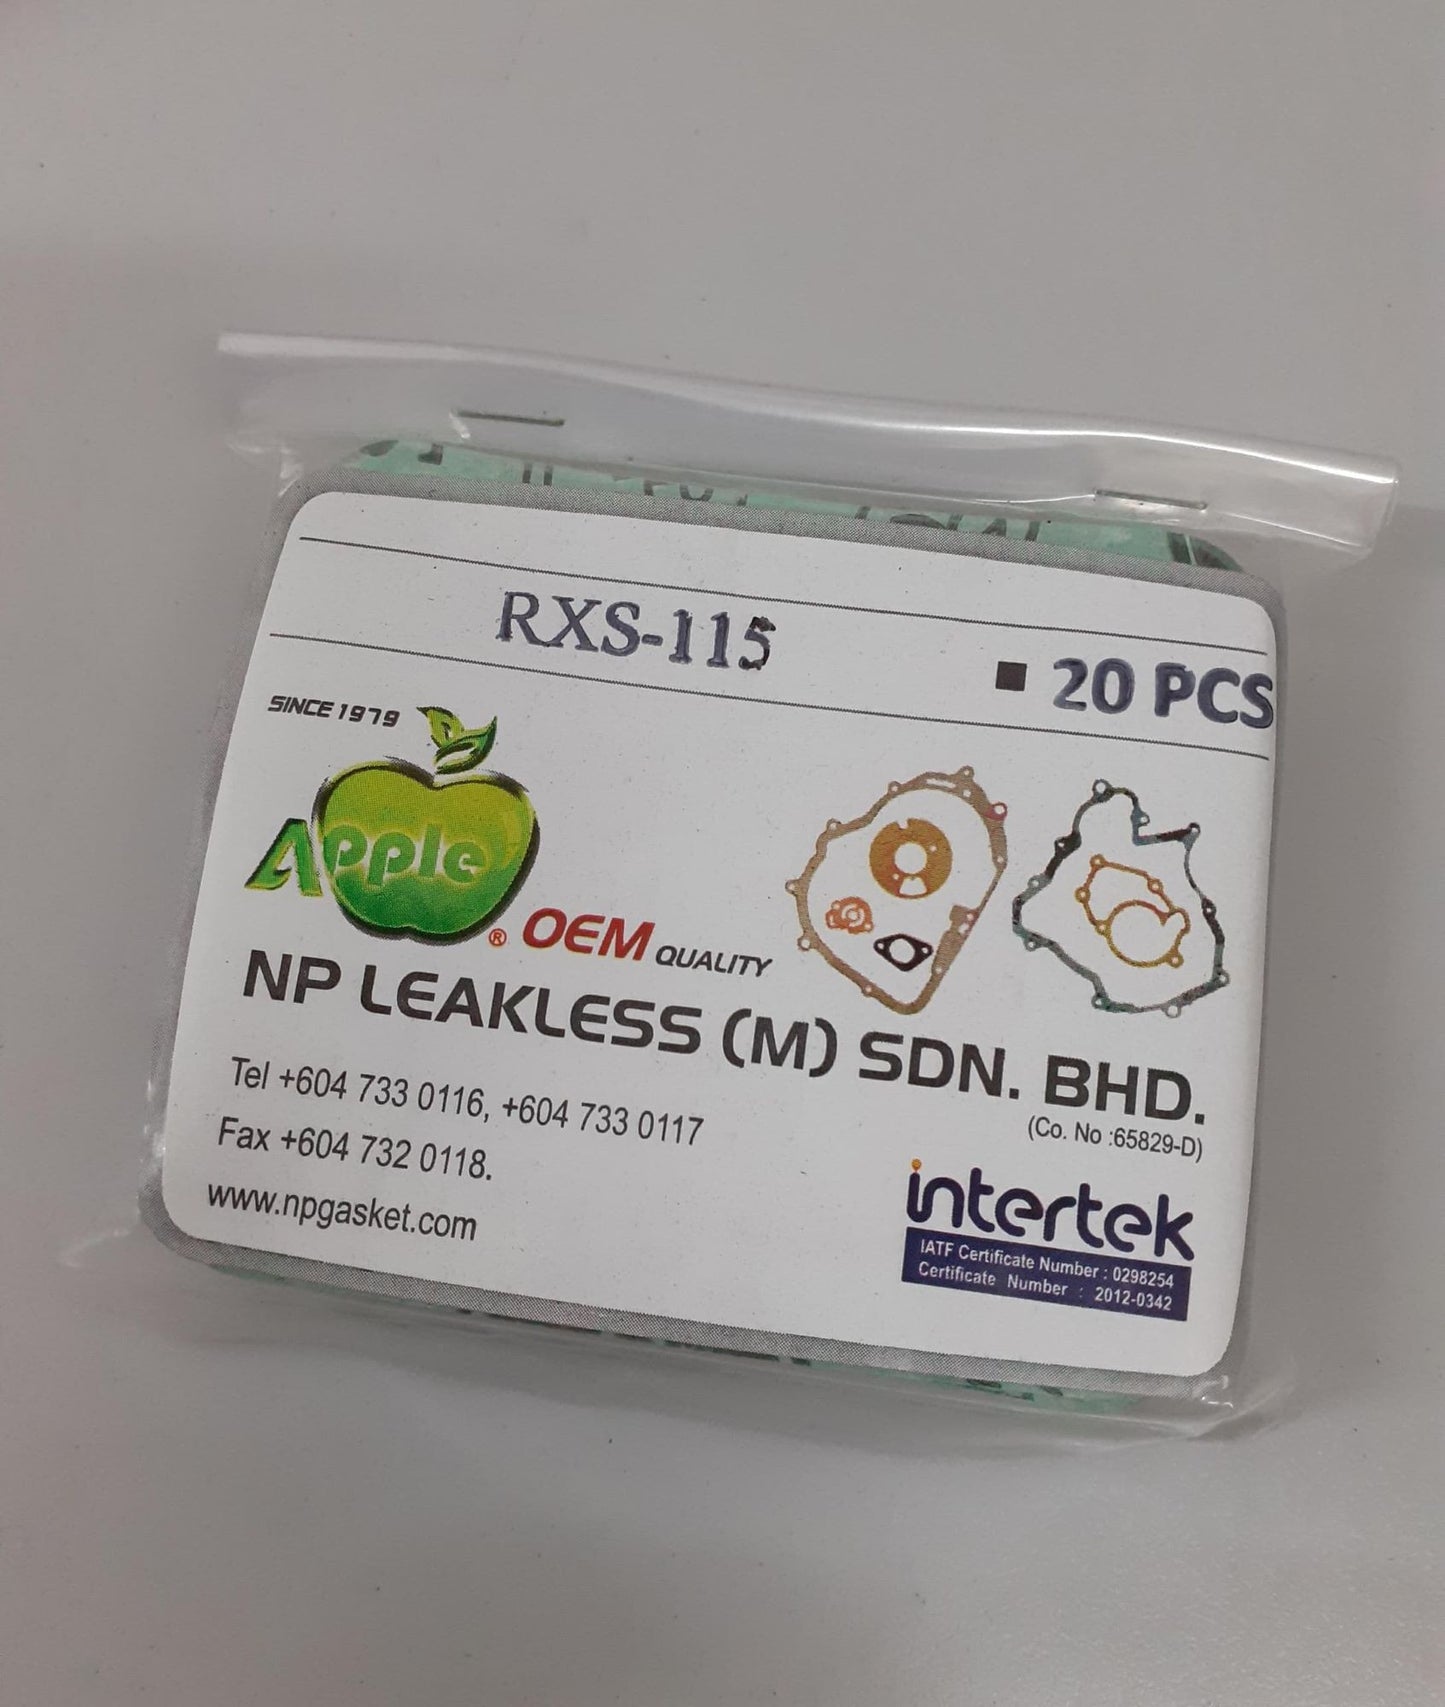 RXS-115
■ 20 PCS
SINCE 1979
Apple ®
OEM QUALITY
NP LEAKLESS (M) SDN. BHD.
(Co. No :65829-D)
Tel +604 733 0116, +604 733 0117
Fax +604 732 0118.
www.npgasket.com
intertek
IATF Certificate Number : 0298254
Certificate Number : 2012-0342